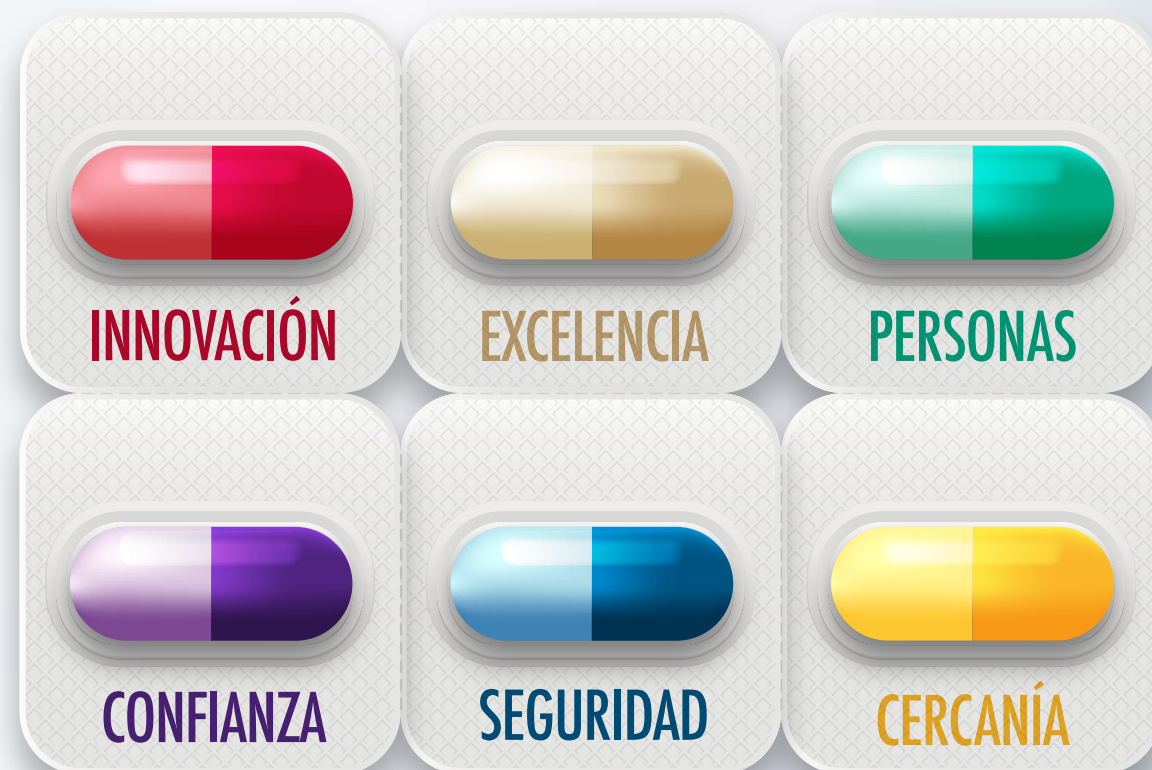 INNOVACIÓN
EXCELENCIA
PERSONAS
CONFIANZA
SEGURIDAD
CERCANÍA